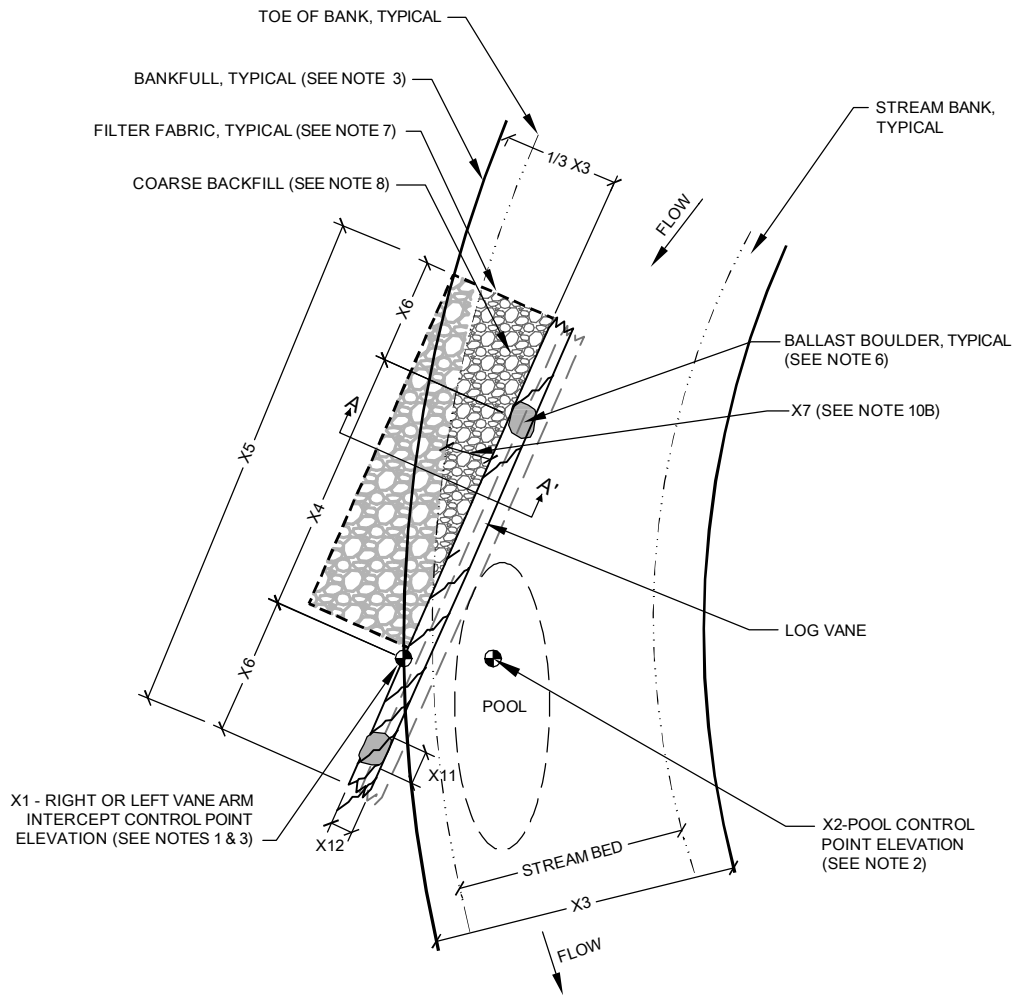 TOE OF BANK, TYPICAL
BANKFULL, TYPICAL (SEE NOTE 3)
FILTER FABRIC, TYPICAL (SEE NOTE 7)
COARSE BACKFILL (SEE NOTE 8)
STREAM BANK,
TYPICAL
1/3 X3
FLOW
X6
BALLAST BOULDER, TYPICAL
(SEE NOTE 6)
A
X7 (SEE NOTE 10B)
X5
X4
A'
LOG VANE
X6
POOL
X11
X1 - RIGHT OR LEFT VANE ARM
INTERCEPT CONTROL POINT
ELEVATION (SEE NOTES 1 & 3)
X12
X2-POOL CONTROL
POINT ELEVATION
(SEE NOTE 2)
STREAM BED
X3
FLOW